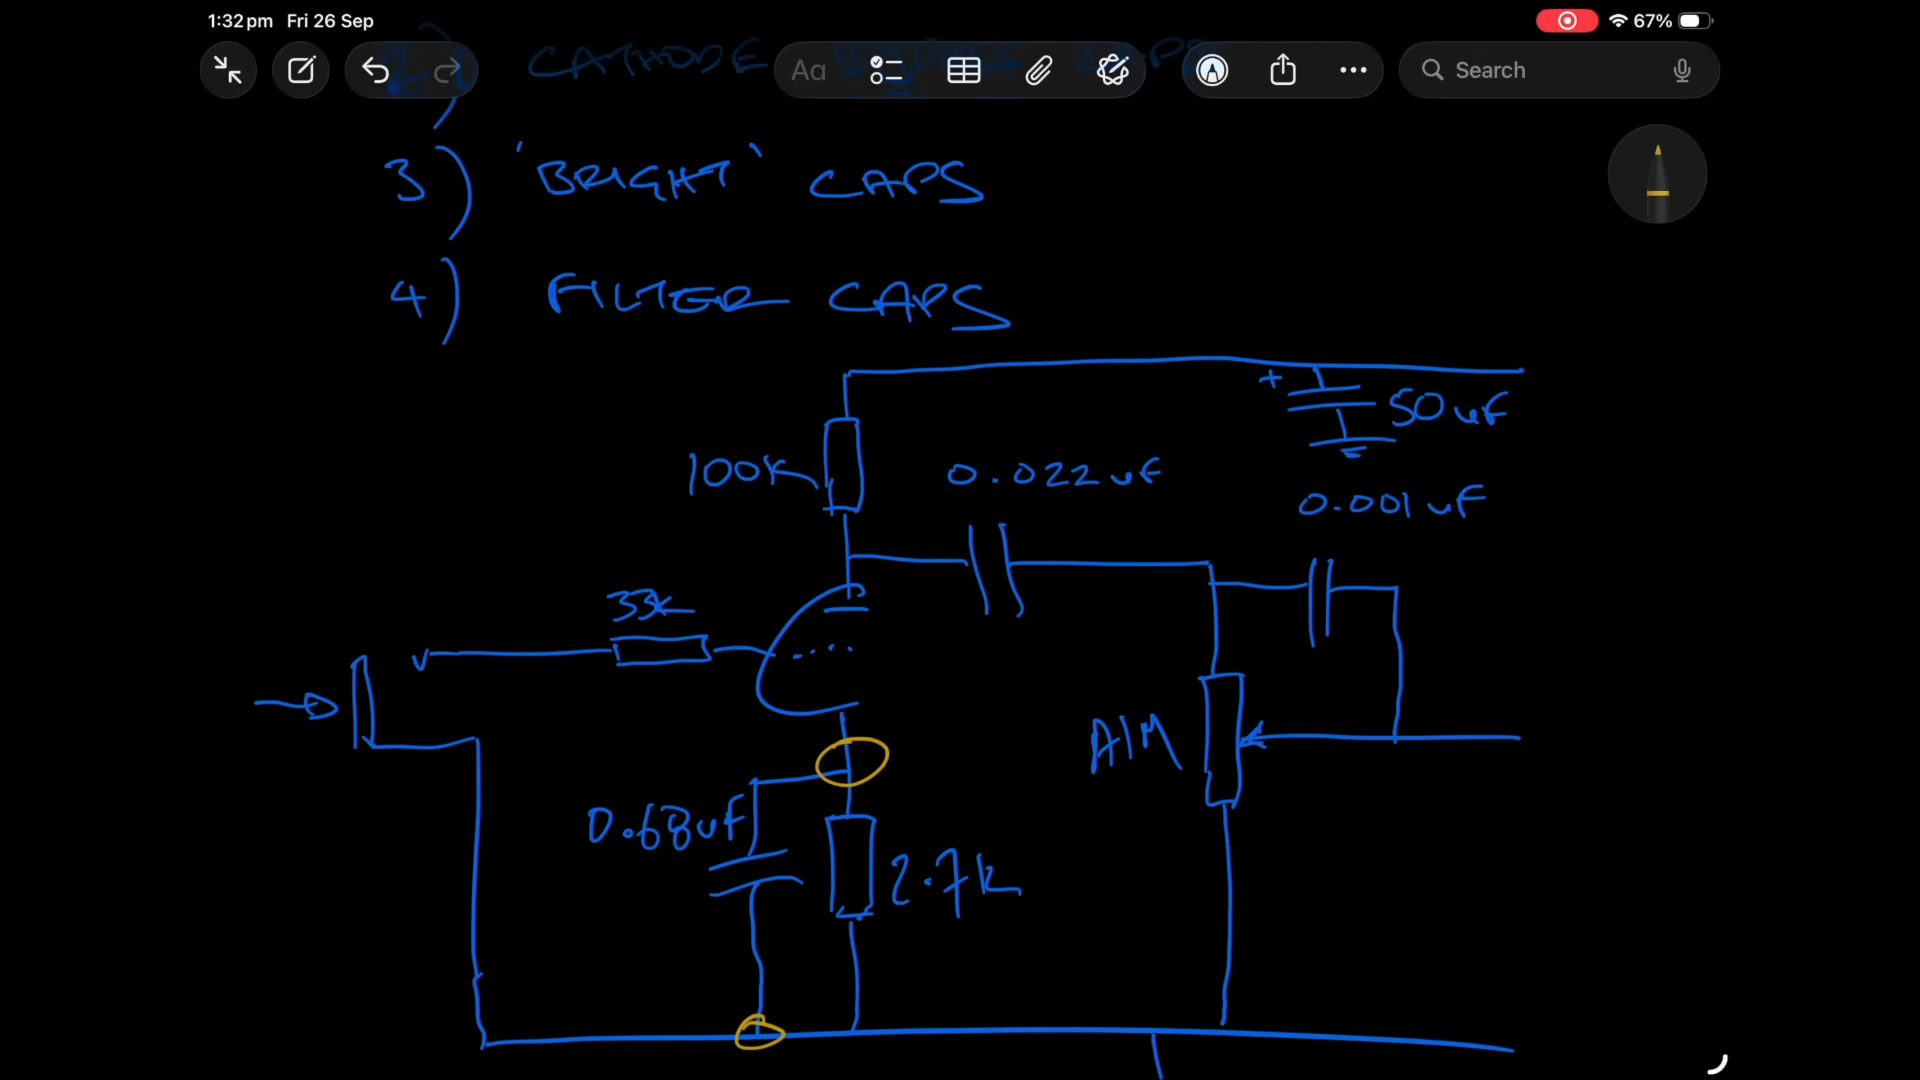 1:32 pm Fri 26 Sep
67%
CATHODE
Aa
Search
3) 'BRIGHT' CAPS
4) FILTER CAPS
+
50uF
100K
0.022uF
0.001uF
33k
A1M
0.68uF
2.7k